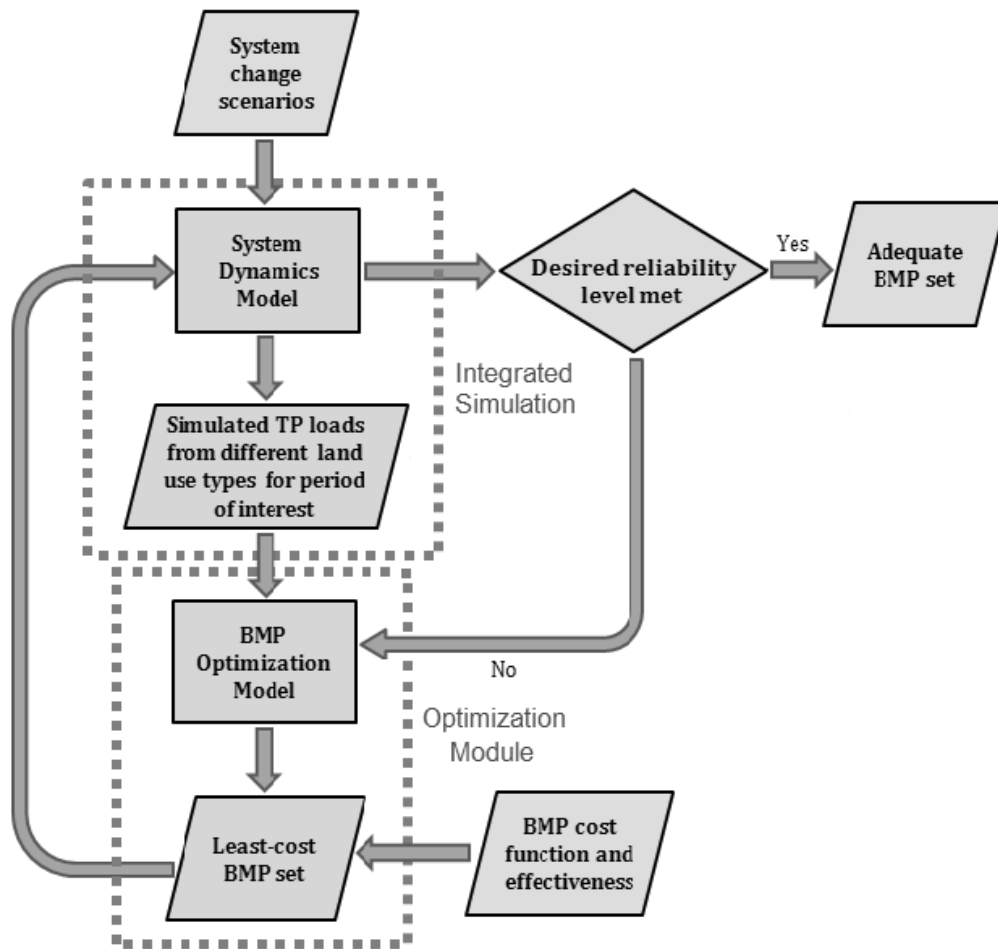 System
change
scenarios
System
Dynamics
Model
Desired reliability
level met
Yes
Adequate
BMP set
Integrated
Simulation
Simulated TP loads
from different land
use types for period
of interest
BMP
Optimization
Model
No
Optimization
Module
Least-cost
BMP set
BMP cost
function and
effectiveness